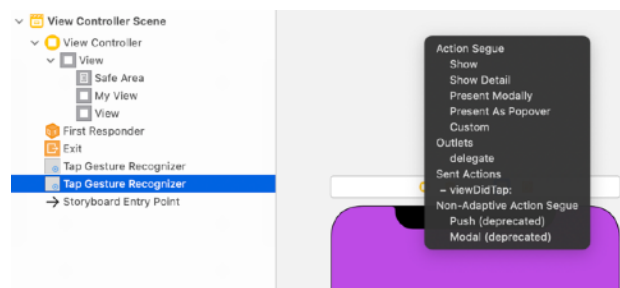 View Controller Scene
View Controller
View
Safe Area
My View
View
First Responder
Exit
Tap Gesture Recognizer
Tap Gesture Recognizer
Storyboard Entry Point
Action Segue
Show
Show Detail
Present Modally
Present As Popover
Custom
Outlets
delegate
Sent Actions
– viewDidTap:
Non-Adaptive Action Segue
Push (deprecated)
Modal (deprecated)